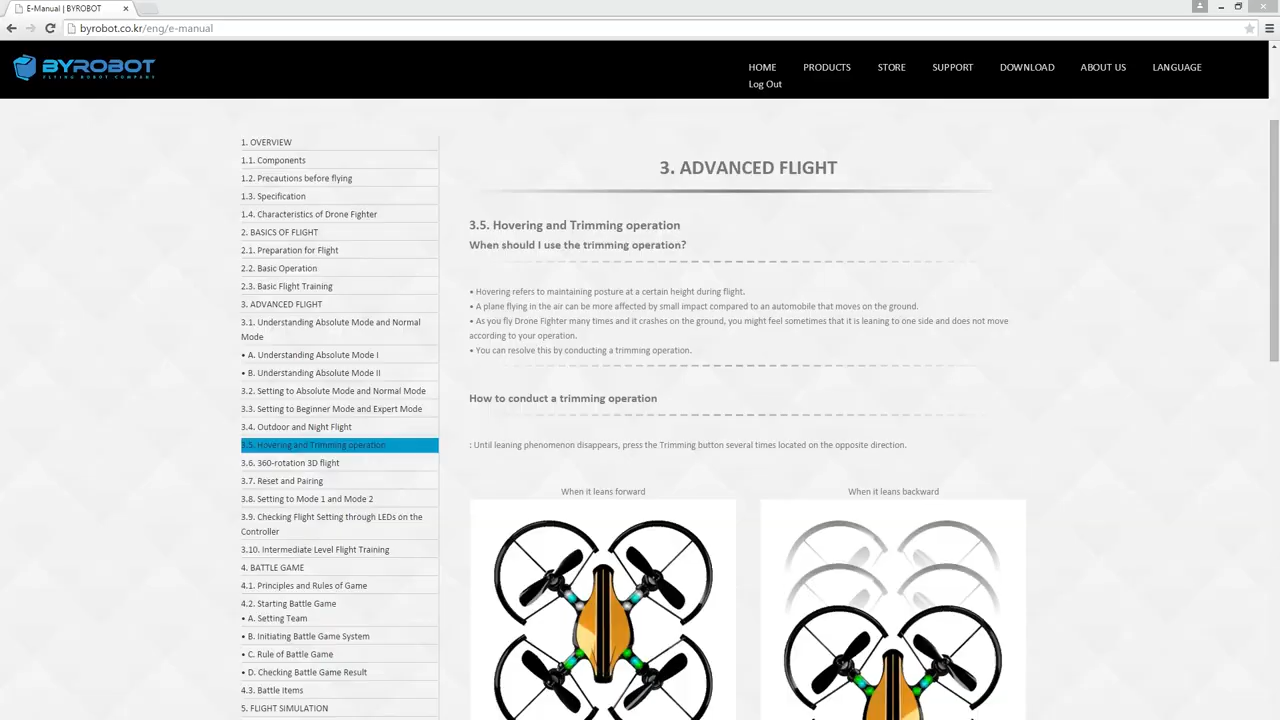 E-Manual | BYROBOT
byrobot.co.kr/eng/e-manual
BYROBOT
FLYING ROBOT COMPANY
HOME PRODUCTS STORE SUPPORT DOWNLOAD ABOUT US LANGUAGE
Log Out
1. OVERVIEW
1.1. Components
1.2. Precautions before flying
1.3. Specification
1.4. Characteristics of Drone Fighter
2. BASICS OF FLIGHT
2.1. Preparation for Flight
2.2. Basic Operation
2.3. Basic Flight Training
3. ADVANCED FLIGHT
3.1. Understanding Absolute Mode and Normal
Mode
• A. Understanding Absolute Mode I
• B. Understanding Absolute Mode II
3.2. Setting to Absolute Mode and Normal Mode
3.3. Setting to Beginner Mode and Expert Mode
3.4. Outdoor and Night Flight
3.5. Hovering and Trimming operation
3.6. 360-rotation 3D flight
3.7. Reset and Pairing
3.8. Setting to Mode 1 and Mode 2
3.9. Checking Flight Setting through LEDs on the
Controller
3.10. Intermediate Level Flight Training
4. BATTLE GAME
4.1. Principles and Rules of Game
4.2. Starting Battle Game
• A. Setting Team
• B. Initiating Battle Game System
• C. Rule of Battle Game
• D. Checking Battle Game Result
4.3. Battle Items
5. FLIGHT SIMULATION
3. ADVANCED FLIGHT
3.5. Hovering and Trimming operation
When should I use the trimming operation?
• Hovering refers to maintaining posture at a certain height during flight.
• A plane flying in the air can be more affected by small impact compared to an automobile that moves on the ground.
• As you fly Drone Fighter many times and it crashes on the ground, you might feel sometimes that it is leaning to one side and does not move
according to your operation.
• You can resolve this by conducting a trimming operation.
How to conduct a trimming operation
: Until leaning phenomenon disappears, press the Trimming button several times located on the opposite direction.
When it leans forward
When it leans backward